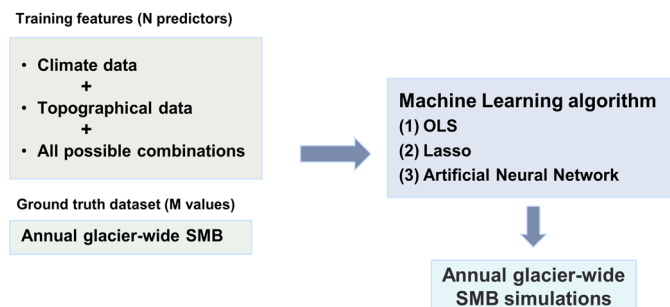 Training features (N predictors)
• Climate data
+
• Topographical data
+
• All possible combinations
Ground truth dataset (M values)
Annual glacier-wide SMB
Machine Learning algorithm
(1) OLS
(2) Lasso
(3) Artificial Neural Network
Annual glacier-wide
SMB simulations